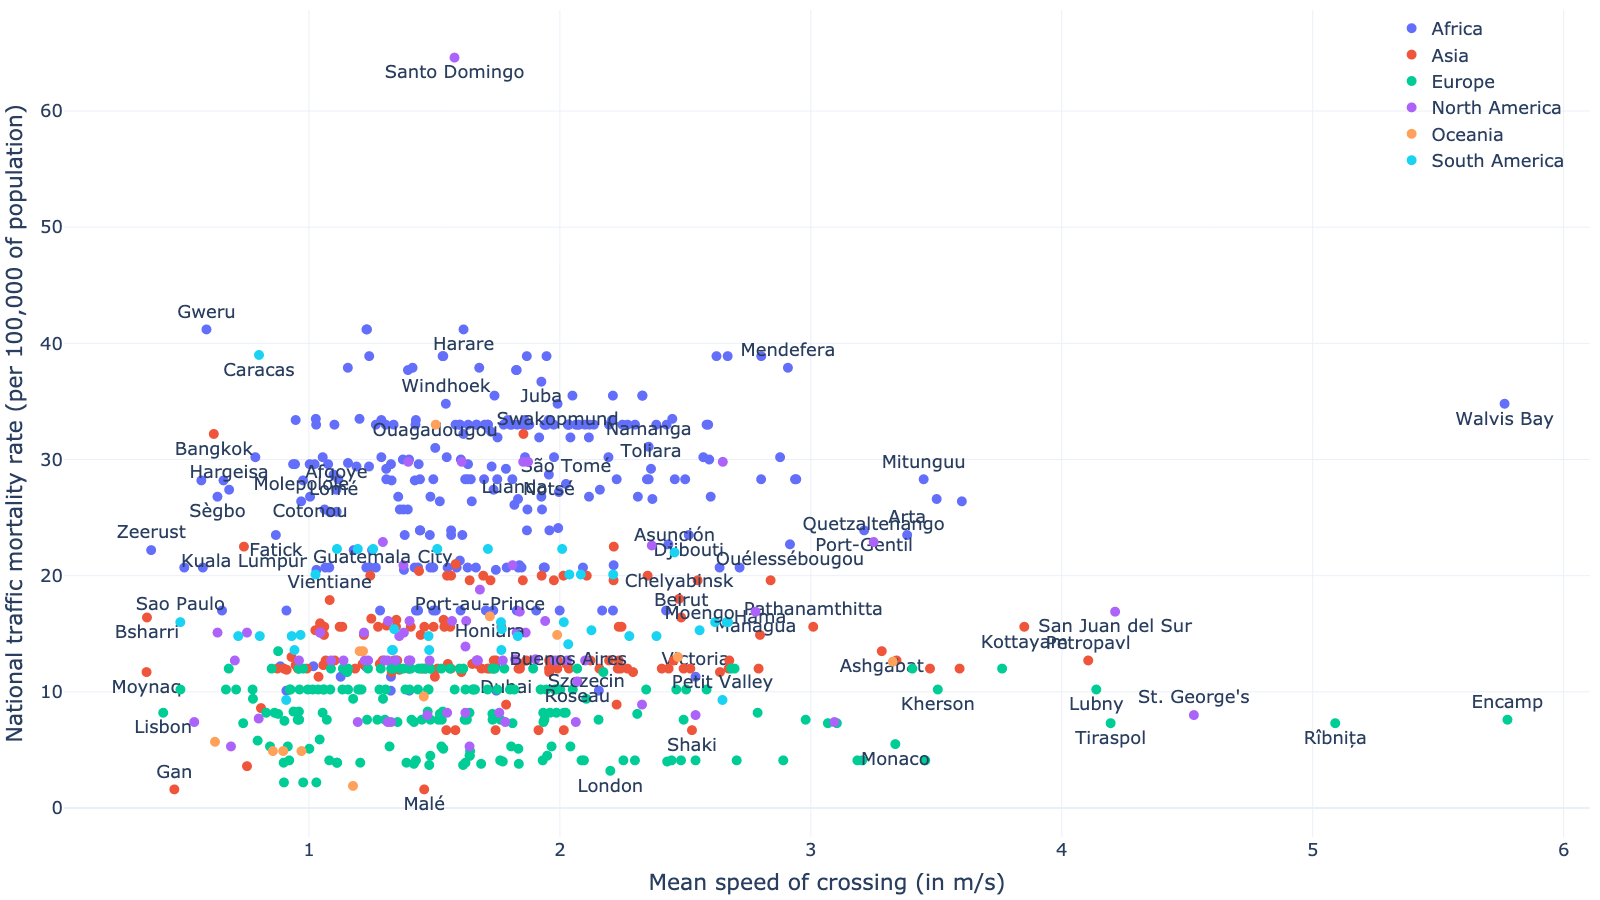 Africa
Asia
Europe
North America
Oceania
South America
National traffic mortality rate (per 100,000 of population)
60
50
40
30
20
10
0
Santo Domingo
Gweru
Harare
Mendefera
Caracas
Windhoek
Juba
Swakopmund
Walvis Bay
Ouagadougou
Namanga
Bangkok
Toliara
Mitunguu
Hargeisa
Afgoye
São Tomé
Molepolole
Lomé
Luanda
Notsé
Sègbo
Cotonou
Arta
Quetzaltenango
Zeerust
Asunción
Port-Gentil
Fatick
Djibouti
Kuala Lumpur
Guatemala City
Ouélessébougou
Vientiane
Chelyabinsk
Sao Paulo
Port-au-Prince
Beirut
Pathanamthitta
Moengo
Hama
Bsharri
Honiara
Managua
San Juan del Sur
Kottayam
Petropavl
Buenos Aires
Victoria
Ashgabat
Moynaq
Dubai
Szczecin
Petit Valley
Roseau
Kherson
Lubny
St. George's
Encamp
Lisbon
Shaki
Tiraspol
Rîbnița
Monaco
Gan
London
Malé
1
2
3
4
5
6
Mean speed of crossing (in m/s)